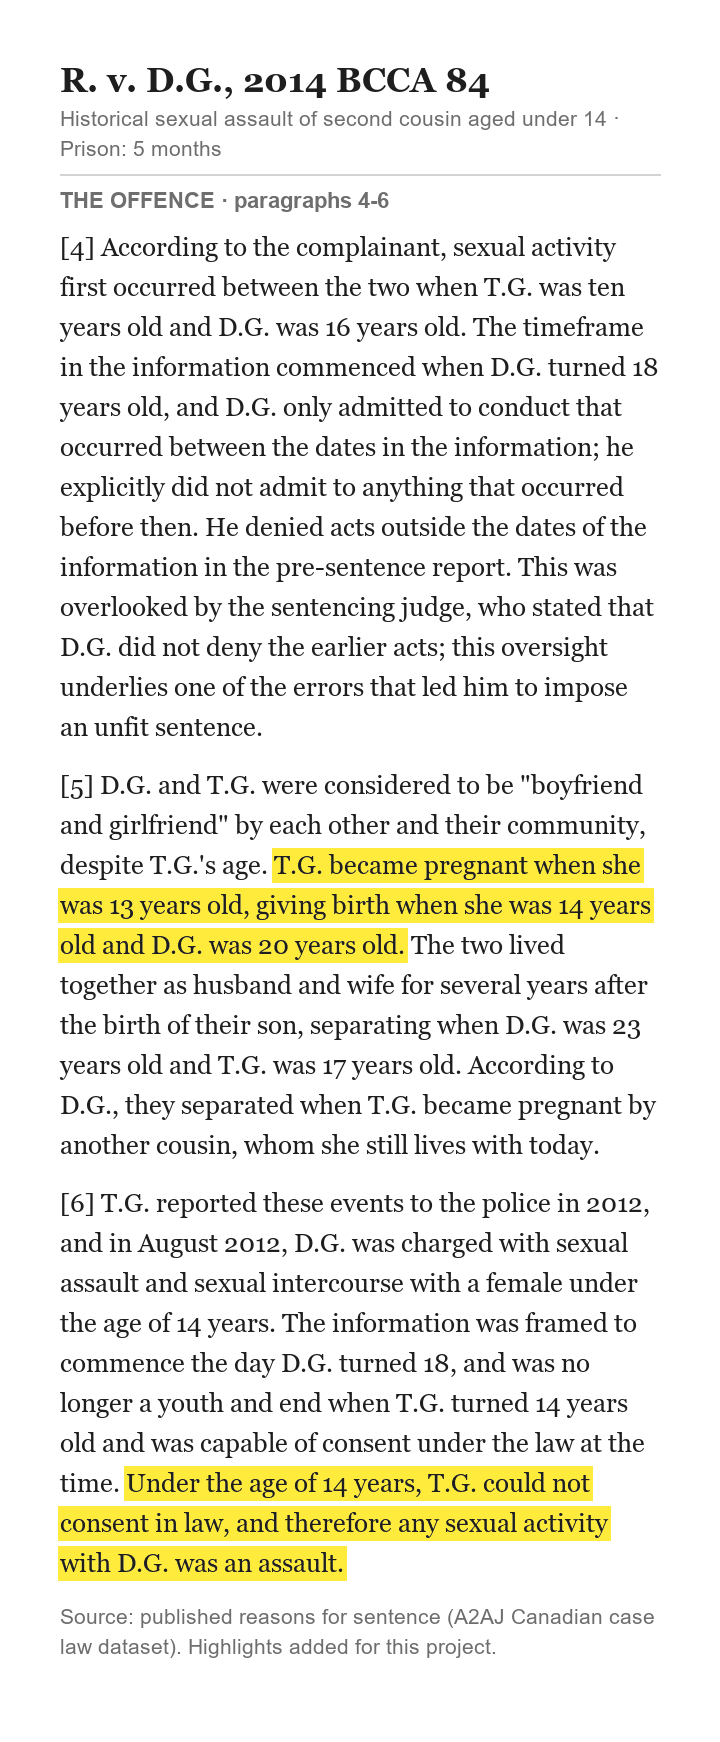 R. v. D.G., 2014 BCCA 84
Historical sexual assault of second cousin aged under 14 ·
Prison: 5 months
THE OFFENCE · paragraphs 4-6
[4] According to the complainant, sexual activity
first occurred between the two when T.G. was ten
years old and D.G. was 16 years old. The timeframe
in the information commenced when D.G. turned 18
years old, and D.G. only admitted to conduct that
occurred between the dates in the information; he
explicitly did not admit to anything that occurred
before then. He denied acts outside the dates of the
information in the pre-sentence report. This was
overlooked by the sentencing judge, who stated that
D.G. did not deny the earlier acts; this oversight
underlies one of the errors that led him to impose
an unfit sentence.
[5] D.G. and T.G. were considered to be "boyfriend
and girlfriend" by each other and their community,
despite T.G.'s age. T.G. became pregnant when she
was 13 years old, giving birth when she was 14 years
old and D.G. was 20 years old. The two lived
together as husband and wife for several years after
the birth of their son, separating when D.G. was 23
years old and T.G. was 17 years old. According to
D.G., they separated when T.G. became pregnant by
another cousin, whom she still lives with today.
[6] T.G. reported these events to the police in 2012,
and in August 2012, D.G. was charged with sexual
assault and sexual intercourse with a female under
the age of 14 years. The information was framed to
commence the day D.G. turned 18, and was no
longer a youth and end when T.G. turned 14 years
old and was capable of consent under the law at the
time. Under the age of 14 years, T.G. could not
consent in law, and therefore any sexual activity
with D.G. was an assault.
Source: published reasons for sentence (A2AJ Canadian case
law dataset). Highlights added for this project.